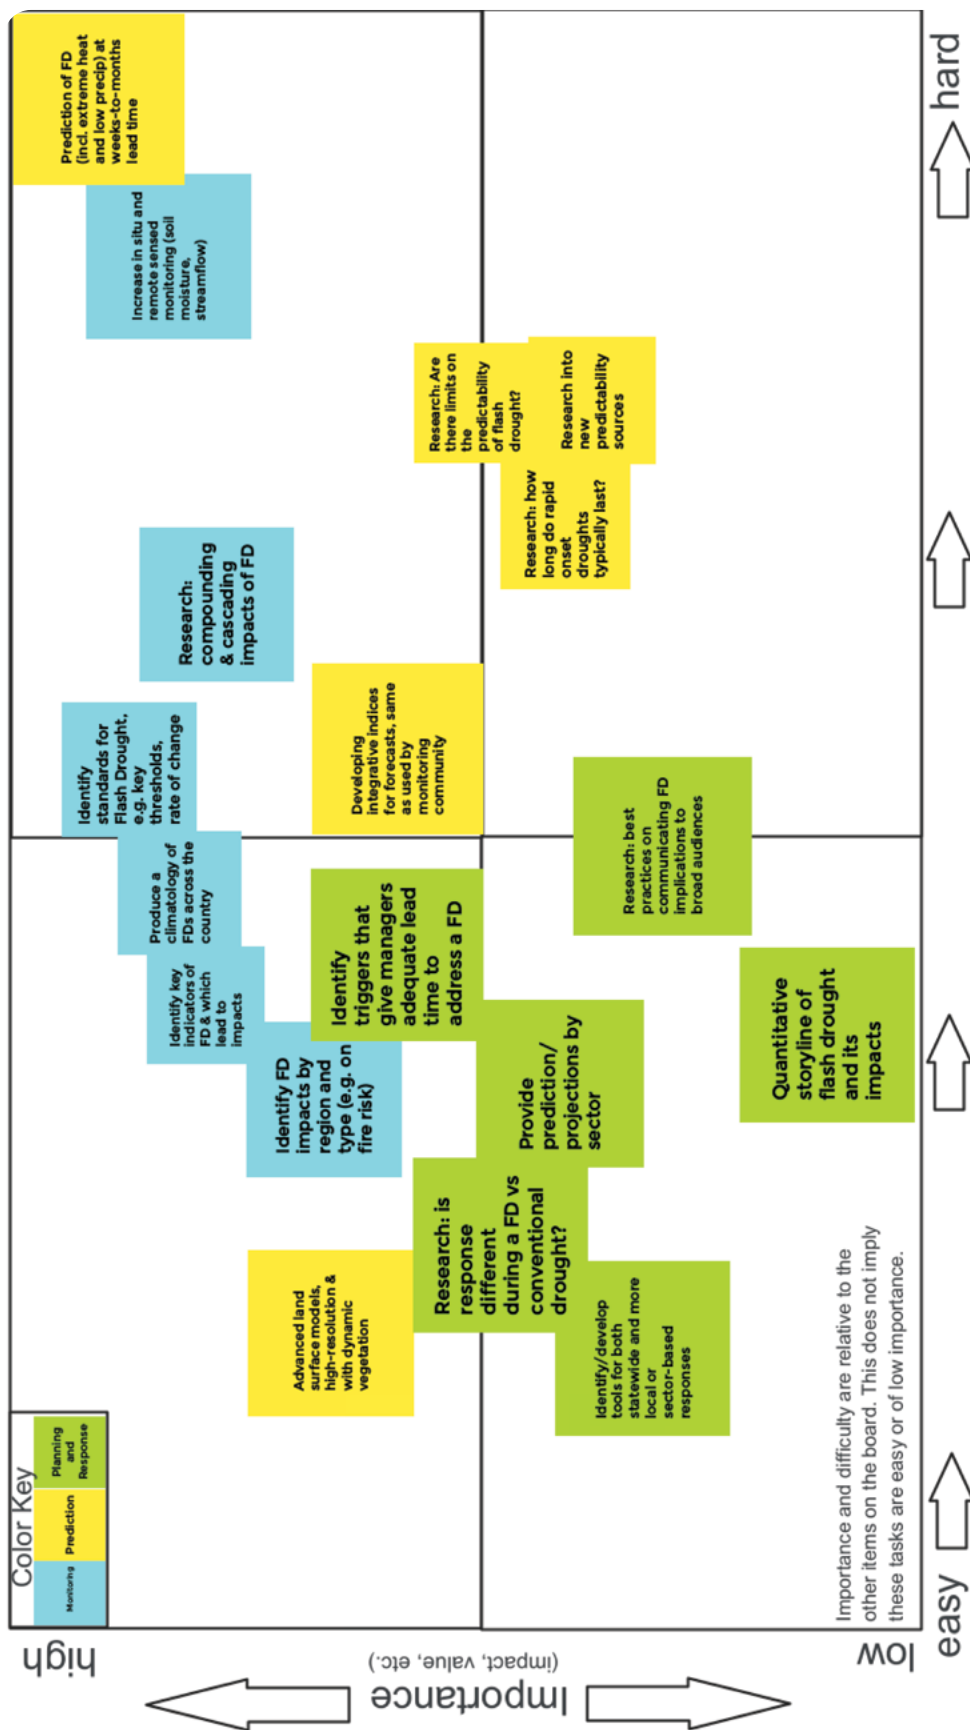 Color Key
Monitoring
Prediction
Planning
and
Response
high
Importance
(impact, value, etc.)
low
easy
hard
Prediction of FD
(incl. extreme heat
and low precip) at
weeks-to-months
lead time
Increase in situ and
remote sensed
monitoring (soil
moisture,
streamflow)
Identify
standards for
Flash Drought,
e.g. key
thresholds,
rate of change
Research:
compounding
& cascading
impacts of FD
Produce a
climatology of
FDs across the
country
Identify key
indicators of
FD & which
lead to
impacts
Identify FD
impacts by
region and
type (e.g. on
fire risk)
Advanced land
surface models,
high-resolution &
with dynamic
vegetation
Identify
triggers that
give managers
adequate lead
time to
address a FD
Developing
integrative indices
for forecasts, same
as used by
monitoring
community
Research: Are
there limits on
the
predictability
of flash
drought?
Research: how
long do rapid
onset
droughts
typically last?
Research into
new
predictability
sources
Research: is
response
different
during a FD vs
conventional
drought?
Provide
prediction/
projections by
sector
Identify/develop
tools for both
statewide and more
local or
sector-based
responses
Research: best
practices on
communicating FD
implications to
broad audiences
Quantitative
storyline of
flash drought
and its
impacts
Importance and difficulty are relative to the
other items on the board. This does not imply
these tasks are easy or of low importance.